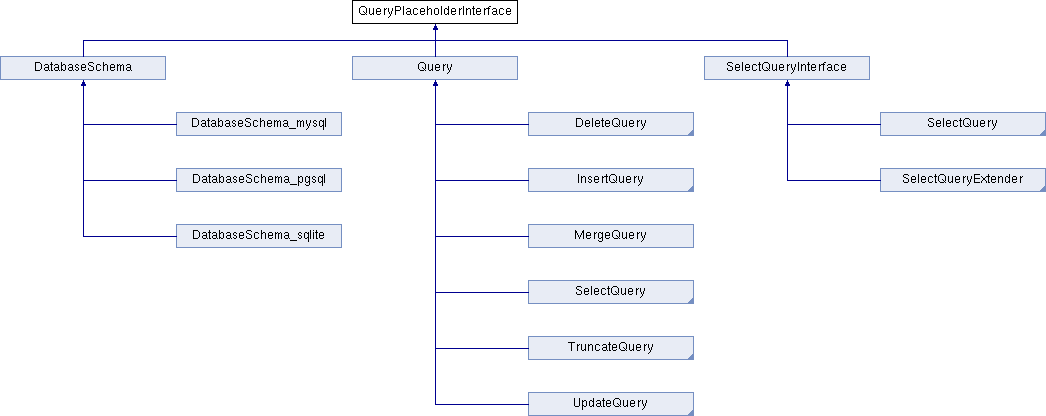 QueryPlaceholderInterface
DatabaseSchema
Query
SelectQueryInterface
DatabaseSchema_mysql
DeleteQuery
SelectQuery
DatabaseSchema_pgsql
InsertQuery
SelectQueryExtender
DatabaseSchema_sqlite
MergeQuery
SelectQuery
TruncateQuery
UpdateQuery